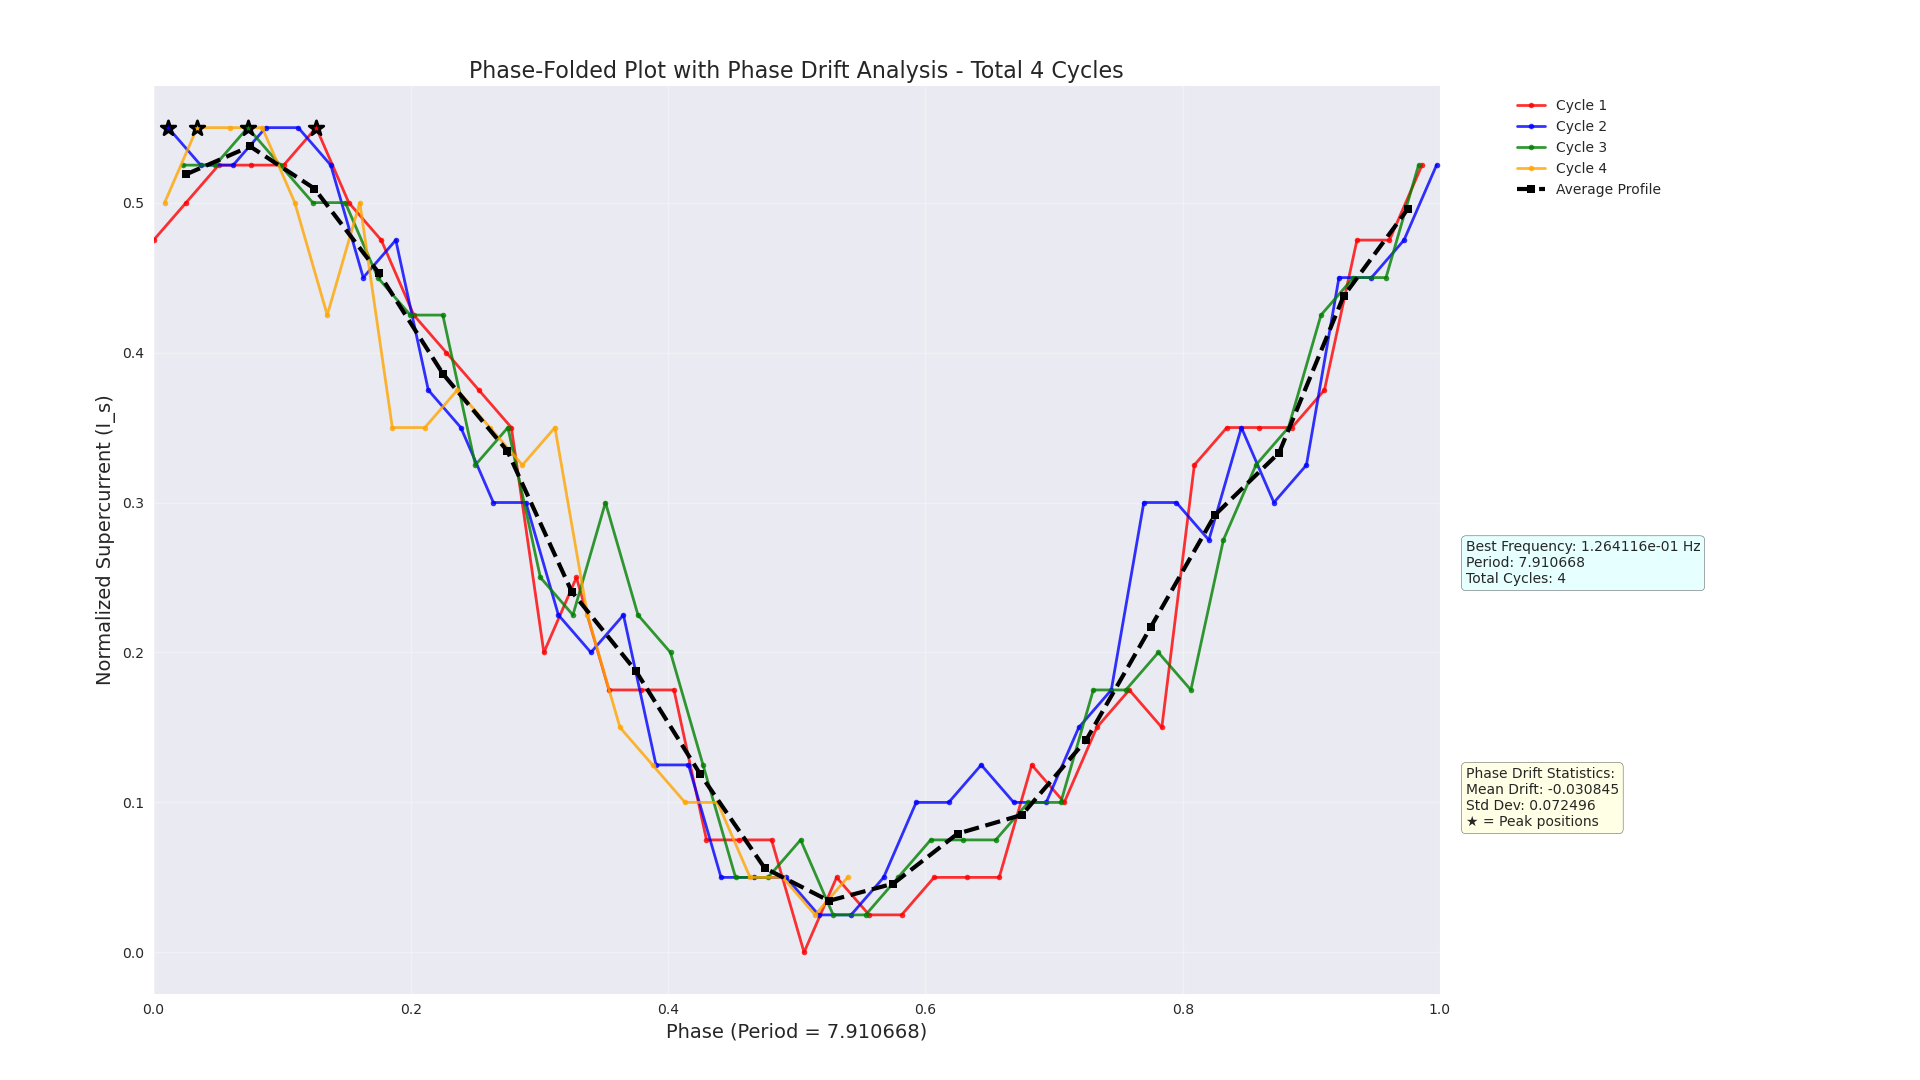 Phase-Folded Plot with Phase Drift Analysis - Total 4 Cycles
Cycle 1
Cycle 2
Cycle 3
Cycle 4
Average Profile
Normalized Supercurrent (I_s)
0.5
0.4
0.3
0.2
0.1
0.0
Best Frequency: 1.264116e-01 Hz
Period: 7.910668
Total Cycles: 4
Phase Drift Statistics:
Mean Drift: -0.030845
Std Dev: 0.072496
★ = Peak positions
0.0 0.2 0.4 0.6 0.8 1.0
Phase (Period = 7.910668)